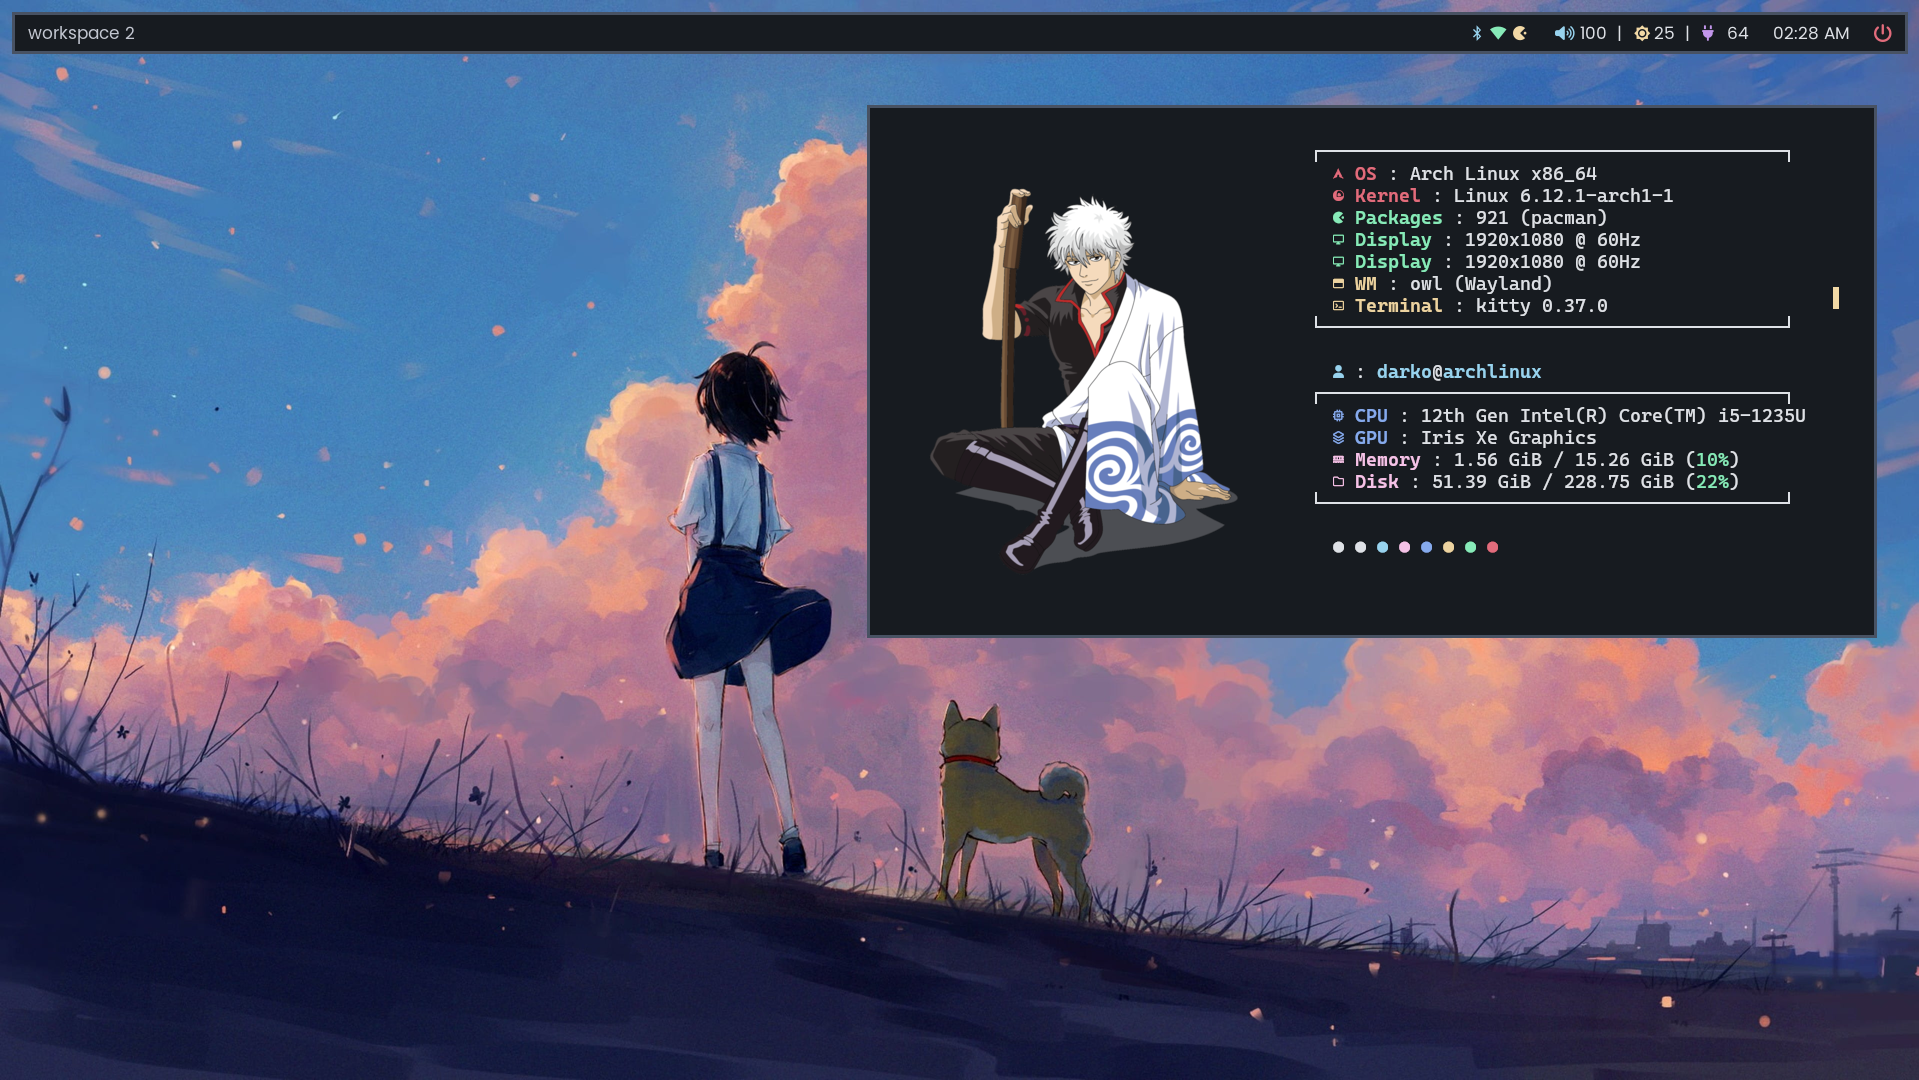 workspace 2
100 | 25 | 64 02:28 AM
OS : Arch Linux x86_64
Kernel : Linux 6.12.1-arch1-1
Packages : 921 (pacman)
Display : 1920x1080 @ 60Hz
Display : 1920x1080 @ 60Hz
WM : owl (Wayland)
Terminal : kitty 0.37.0
: darko@archlinux
CPU : 12th Gen Intel(R) Core(TM) i5-1235U
GPU : Iris Xe Graphics
Memory : 1.56 GiB / 15.26 GiB (10%)
Disk : 51.39 GiB / 228.75 GiB (22%)